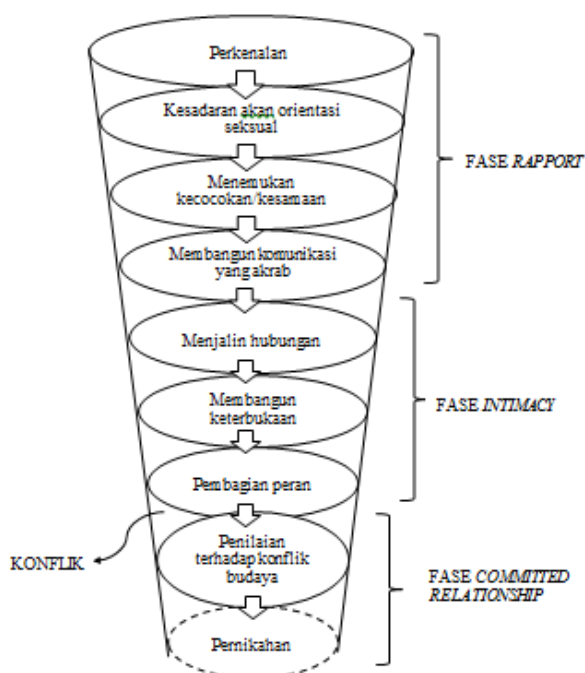 Perkenalan
Kesadaran akan orientasi
seksual
Menemukan
kecocokan/kesamaan
Membangun komunikasi
yang akrab
FASE RAPPORT
Menjalin hubungan
Membangun
keterbukaan
Pembagian peran
FASE INTIMACY
KONFLIK
Penilaian
terhadap konflik
budaya
Pernikahan
FASE COMMITTED
RELATIONSHIP